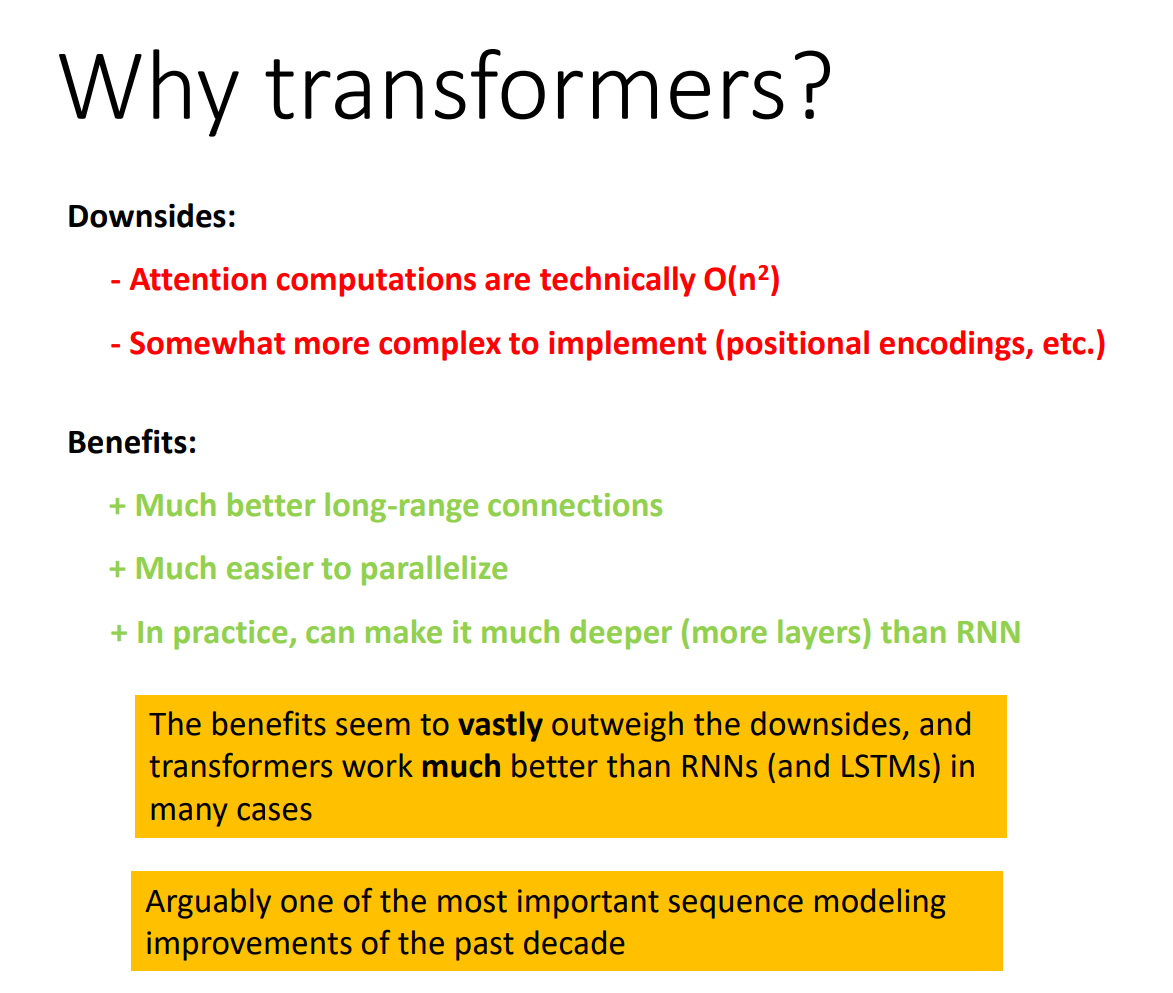 Why transformers?
Downsides:
- Attention computations are technically O(n²)
- Somewhat more complex to implement (positional encodings, etc.)
Benefits:
+ Much better long-range connections
+ Much easier to parallelize
+ In practice, can make it much deeper (more layers) than RNN
The benefits seem to vastly outweigh the downsides, and
transformers work much better than RNNs (and LSTMs) in
many cases
Arguably one of the most important sequence modeling
improvements of the past decade